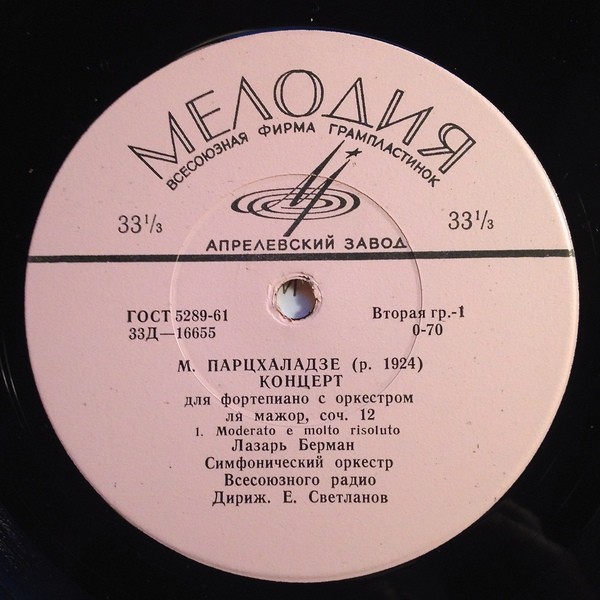 МЕЛОДИЯ
ВСЕСОЮЗНАЯ ФИРМА ГРАМПЛАСТИНОК
33⅓ 33⅓
АПРЕЛЕВСКИЙ ЗАВОД
ГОСТ 5289-61 Вторая гр.-1
33Д—16655 0-70
М. ПАРЦХАЛАДЗЕ (р. 1924)
КОНЦЕРТ
для фортепиано с оркестром
ля мажор, соч. 12
1. Moderato e molto risoluto
Лазарь Берман
Симфонический оркестр
Всесоюзного радио
Дириж. Е. Светланов